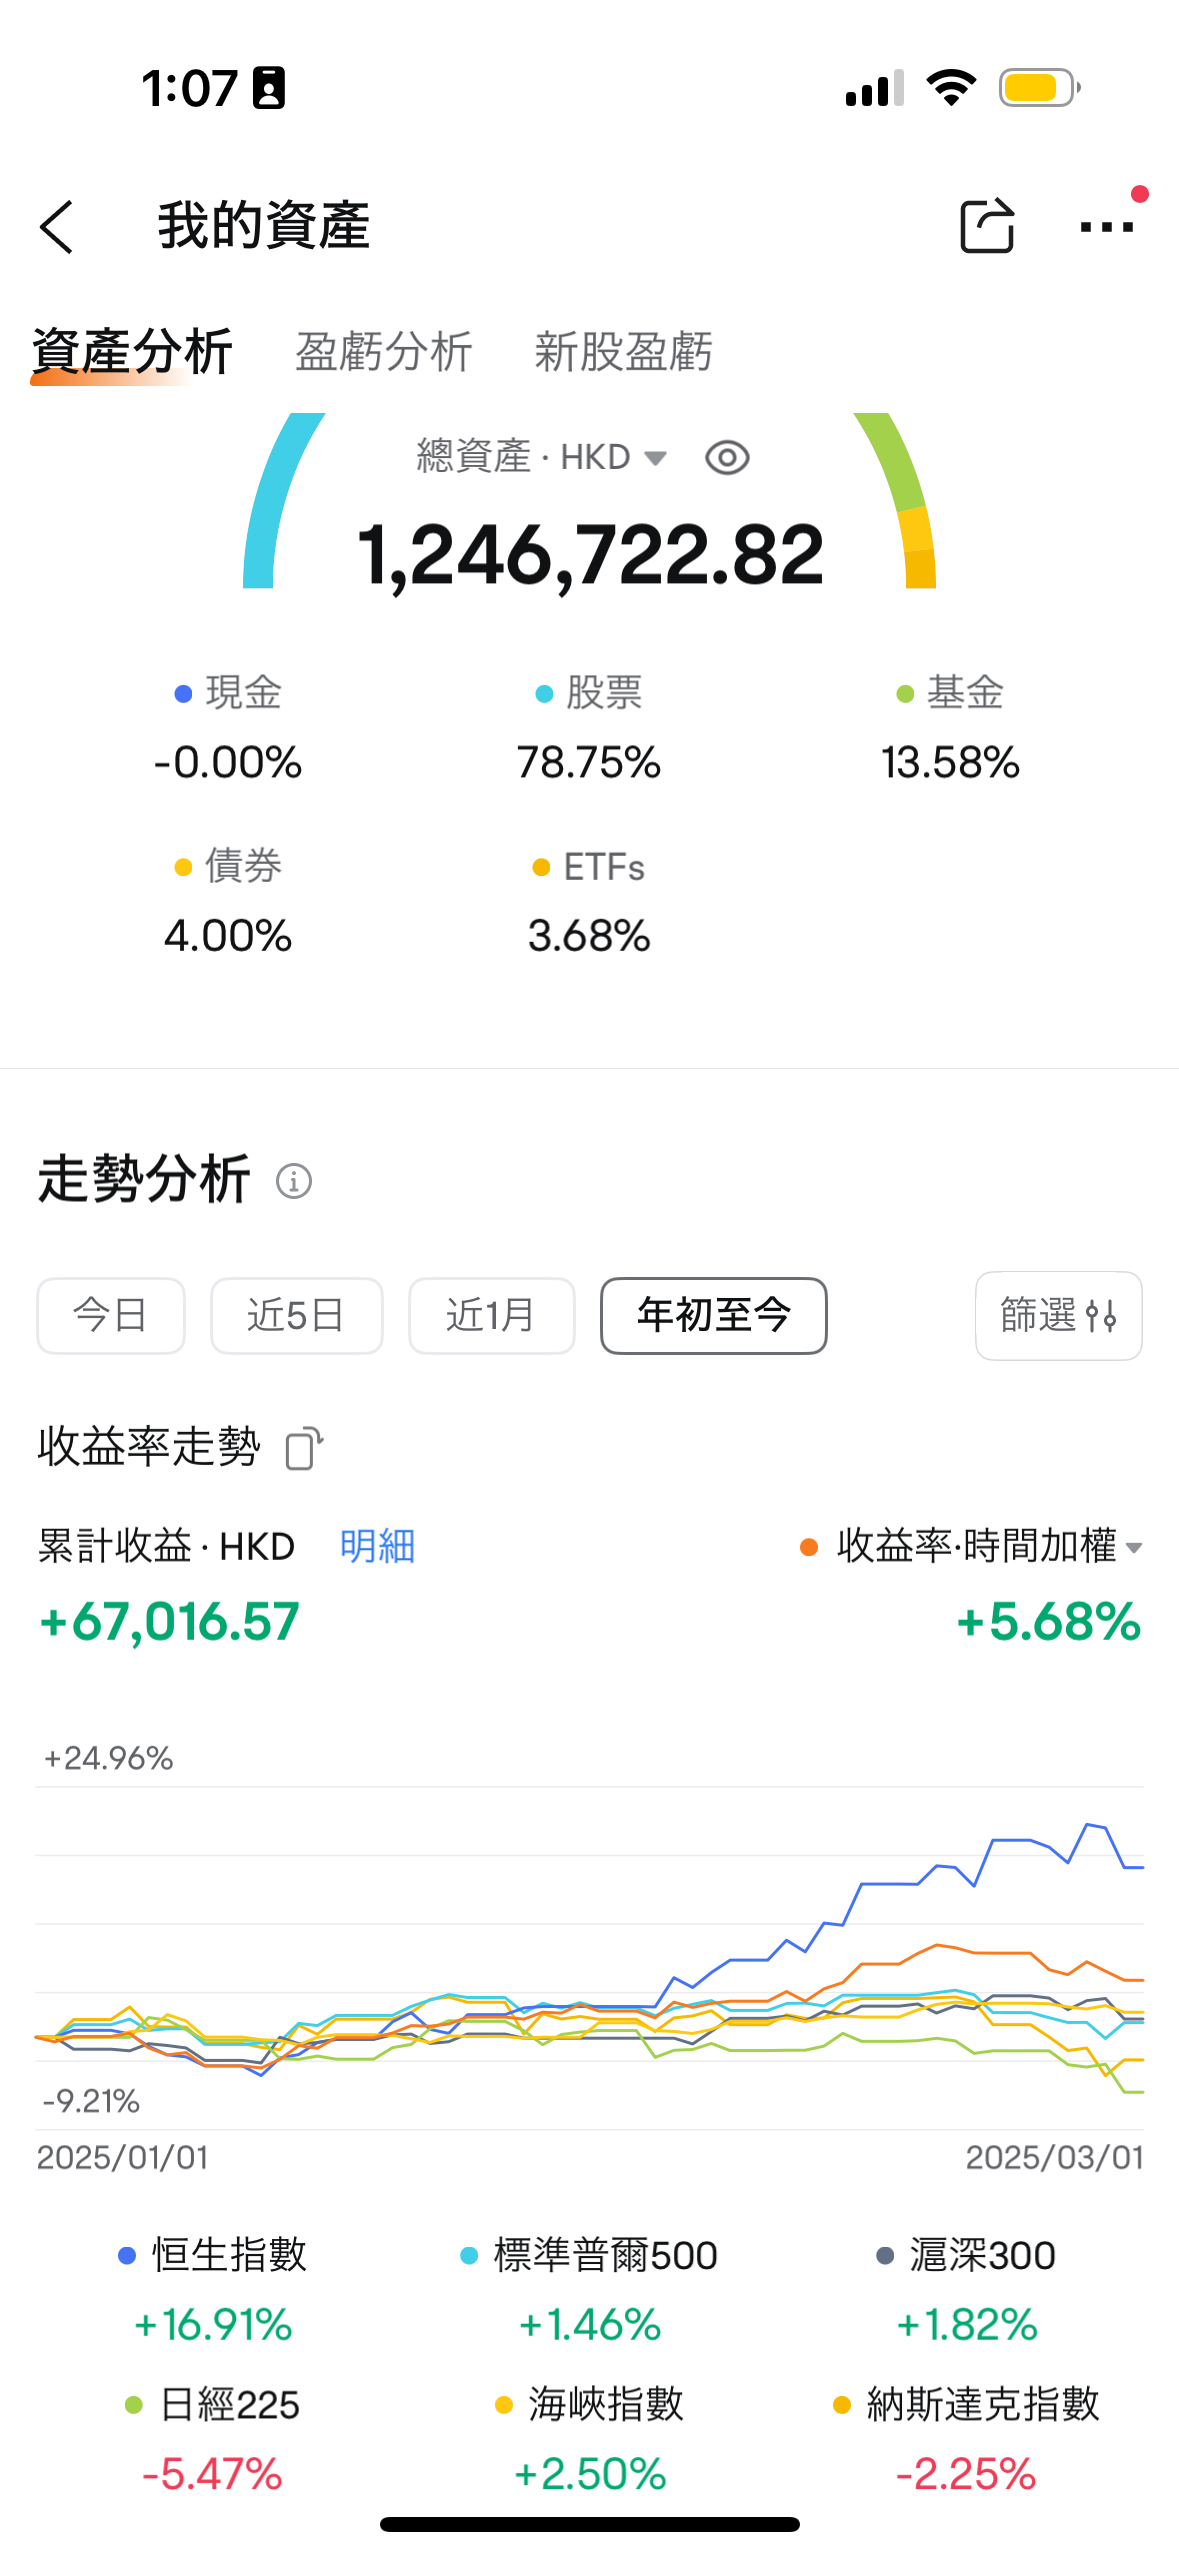 1:07
我的資產
資產分析 盈虧分析 新股盈虧
總資產 · HKD
1,246,722.82
現金 股票 基金
-0.00% 78.75% 13.58%
債券 ETFs
4.00% 3.68%
走勢分析
今日 近5日 近1月 年初至今 篩選
收益率走勢
累計收益 · HKD 明細 收益率·時間加權
+67,016.57 +5.68%
+24.96%
-9.21%
2025/01/01 2025/03/01
恒生指數 標準普爾500 滬深300
+16.91% +1.46% +1.82%
日經225 海峽指數 納斯達克指數
-5.47% +2.50% -2.25%